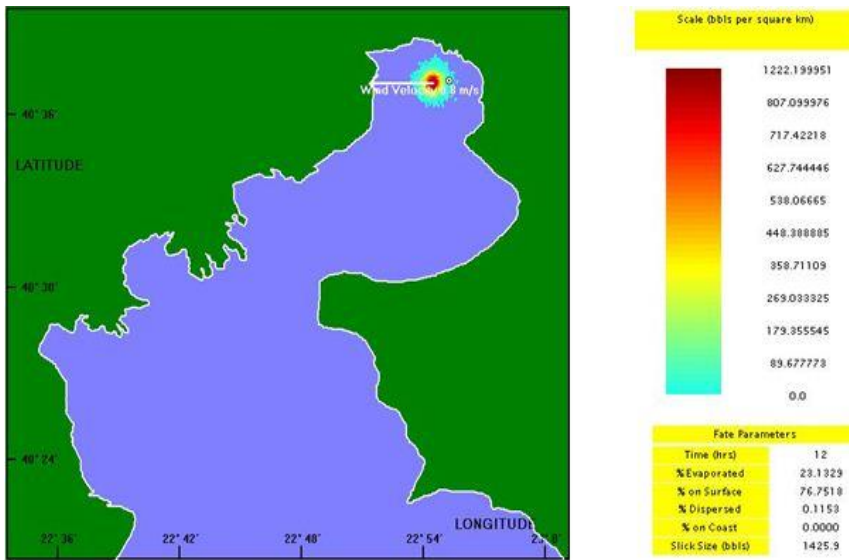 Scale (bbls per square km)
1222.199951
807.099976
717.42218
627.744446
538.06665
448.388885
358.71109
269.033325
179.355545
89.677773
0.0
40° 36'
LATITUDE
40° 30'
40° 24'
LONGITUDE
22° 36'
22° 42'
22° 48'
22° 54'
Wind Velocity
8 m/s
Fate Parameters
Time (hrs) 12
% Evaporated 23.1329
% on Surface 76.7518
% Dispersed 0.1153
% on Coast 0.0000
Slick Size (bbls) 1425.9